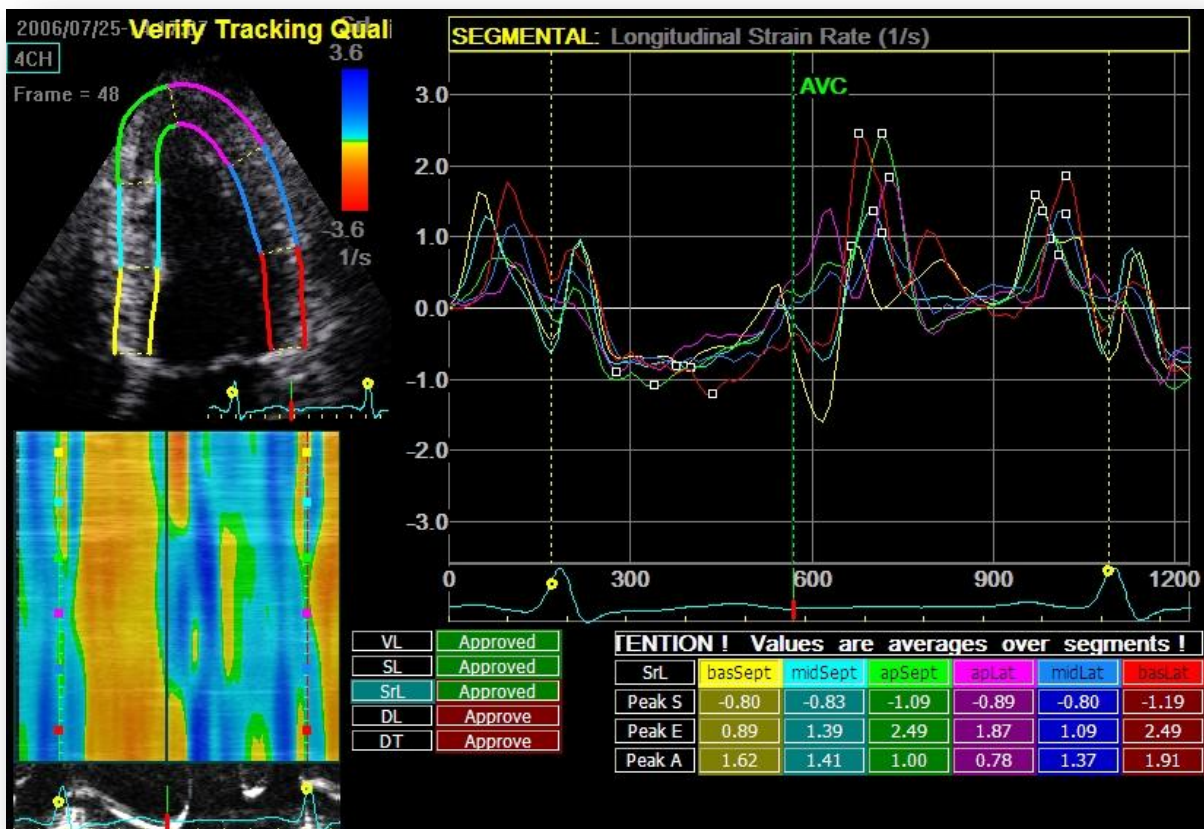 2006/07/25-
Verify Tracking Quali
SrL
4CH
3.6
Frame = 48
-3.6
1/s
SEGMENTAL: Longitudinal Strain Rate (1/s)
AVC
3.0
2.0
1.0
0.0
-1.0
-2.0
-3.0
0 300 600 900 1200
VL Approved
SL Approved
SrL Approved
DL Approve
DT Approve
TENTION ! Values are averages over segments !
SrL basSept midSept apSept apLat midLat basLat
Peak S -0.80 -0.83 -1.09 -0.89 -0.80 -1.19
Peak E 0.89 1.39 2.49 1.87 1.09 2.49
Peak A 1.62 1.41 1.00 0.78 1.37 1.91